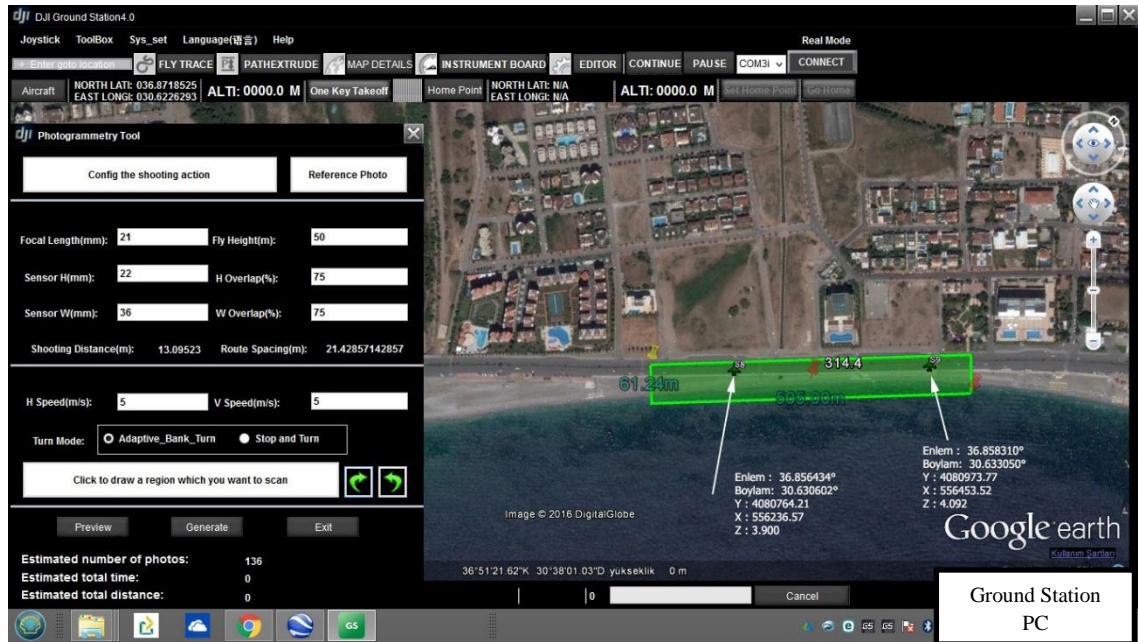 dji DJI Ground Station4.0
Joystick ToolBox Sys_set Language(语言) Help
Real Mode
Enter goto location FLY TRACE PATHEXTRUDE MAP DETAILS INSTRUMENT BOARD EDITOR CONTINUE PAUSE COM3i CONNECT
Aircraft NORTH LATI: 036.8718525 EAST LONGI: 030.6226293 ALTI: 0000.0 M One Key Takeoff Home Point NORTH LATI: N/A EAST LONGI: N/A ALTI: 0000.0 M Set Home Point Go Home
dji Photogrammetry Tool
Config the shooting action Reference Photo
Focal Length(mm): 21 Fly Height(m): 50
Sensor H(mm): 22 H Overlap(%): 75
Sensor W(mm): 36 W Overlap(%): 75
Shooting Distance(m): 13.09523 Route Spacing(m): 21.42857142857
H Speed(m/s): 5 V Speed(m/s): 5
Turn Mode: Adaptive_Bank_Turn Stop and Turn
Click to draw a region which you want to scan
Preview Generate Exit
Estimated number of photos: 136
Estimated total time: 0
Estimated total distance: 0
S8
314.4
S9
61.24m
505.00m
Enlem : 36.856434°
Boylam: 30.630602°
Y : 4080764.21
X : 556236.57
Z : 3.900
Enlem : 36.858310°
Boylam: 30.633050°
Y : 4080973.77
X : 556453.52
Z : 4.092
Image © 2016 DigitalGlobe
Google earth
Kullanım Şartları
36°51'21.62"K 30°38'01.03"D yükseklik 0 m
0 Cancel
GS
Ground Station
PC